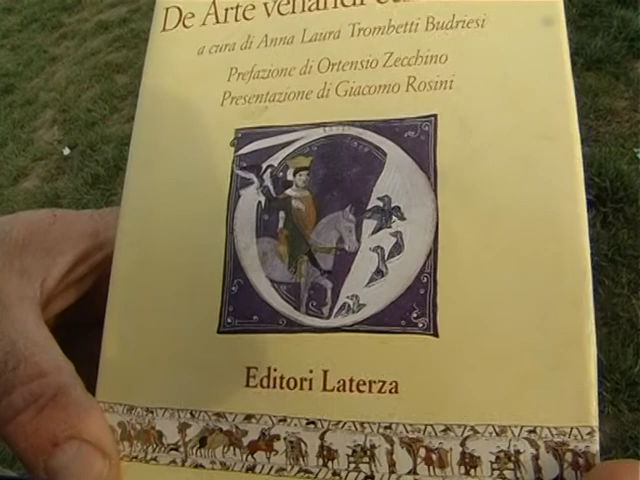 De Arte venandi
a cura di Anna Laura Trombetti Budriesi
Prefazione di Ortensio Zecchino
Presentazione di Giacomo Rosini
Editori Laterza